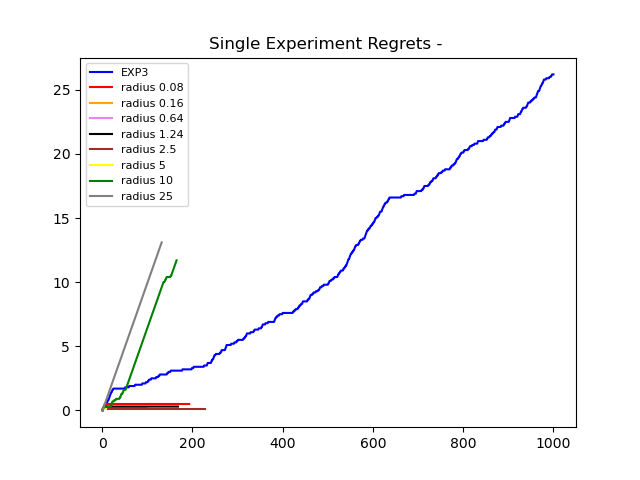 Single Experiment Regrets -
EXP3
radius 0.08
radius 0.16
radius 0.64
radius 1.24
radius 2.5
radius 5
radius 10
radius 25
25
20
15
10
5
0
0 200 400 600 800 1000